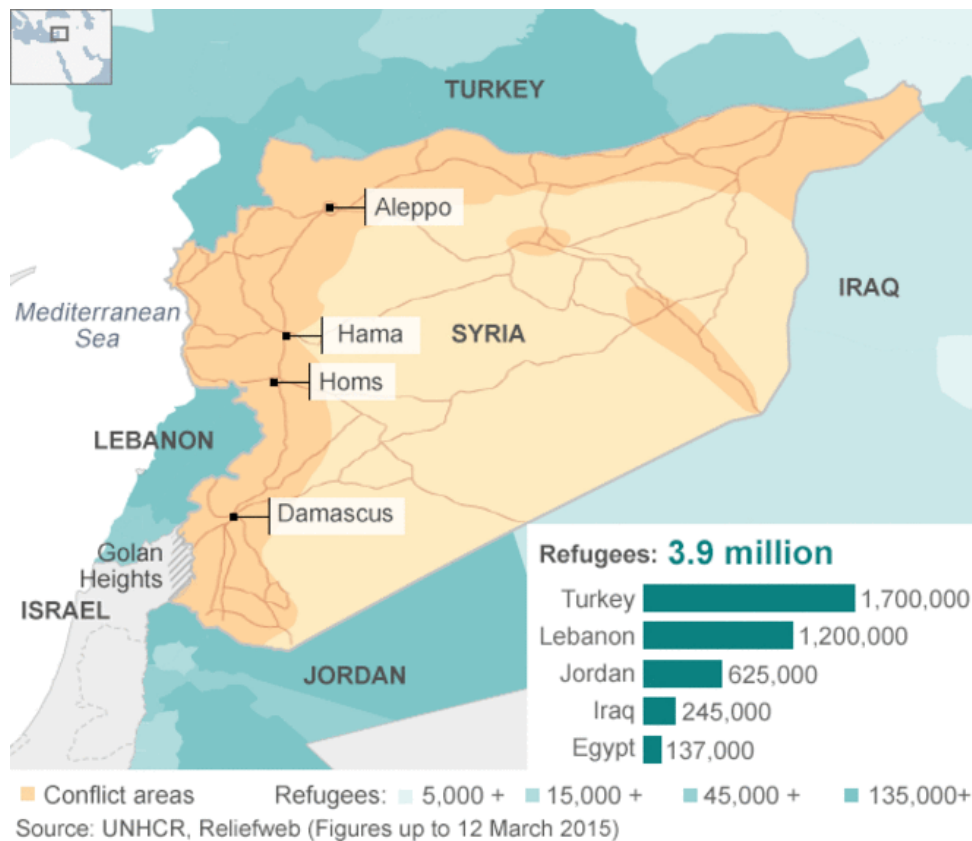 TURKEY
Aleppo
IRAQ
Mediterranean
Sea
Hama
SYRIA
Homs
LEBANON
Damascus
Golan
Heights
ISRAEL
JORDAN
Refugees: 3.9 million
Turkey 1,700,000
Lebanon 1,200,000
Jordan 625,000
Iraq 245,000
Egypt 137,000
Conflict areas Refugees: 5,000 + 15,000 + 45,000 + 135,000+
Source: UNHCR, Reliefweb (Figures up to 12 March 2015)